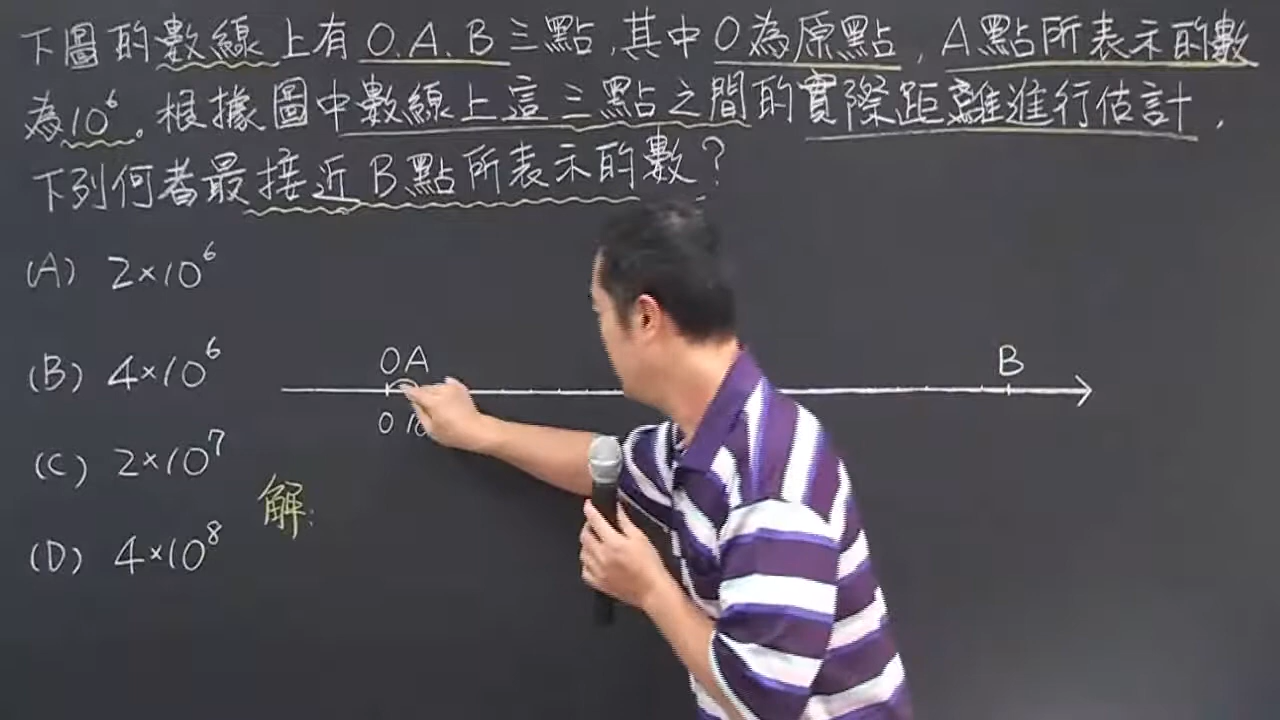 下圖的數線上有O.A.B三點,其中O為原點,A點所表示的數
為10⁶。根據圖中數線上這三點之間的實際距離進行估計,
下列何者最接近B點所表示的數?
(A) 2×10⁶
(B) 4×10⁶
(C) 2×10⁷
(D) 4×10⁸
O A B
0
解: